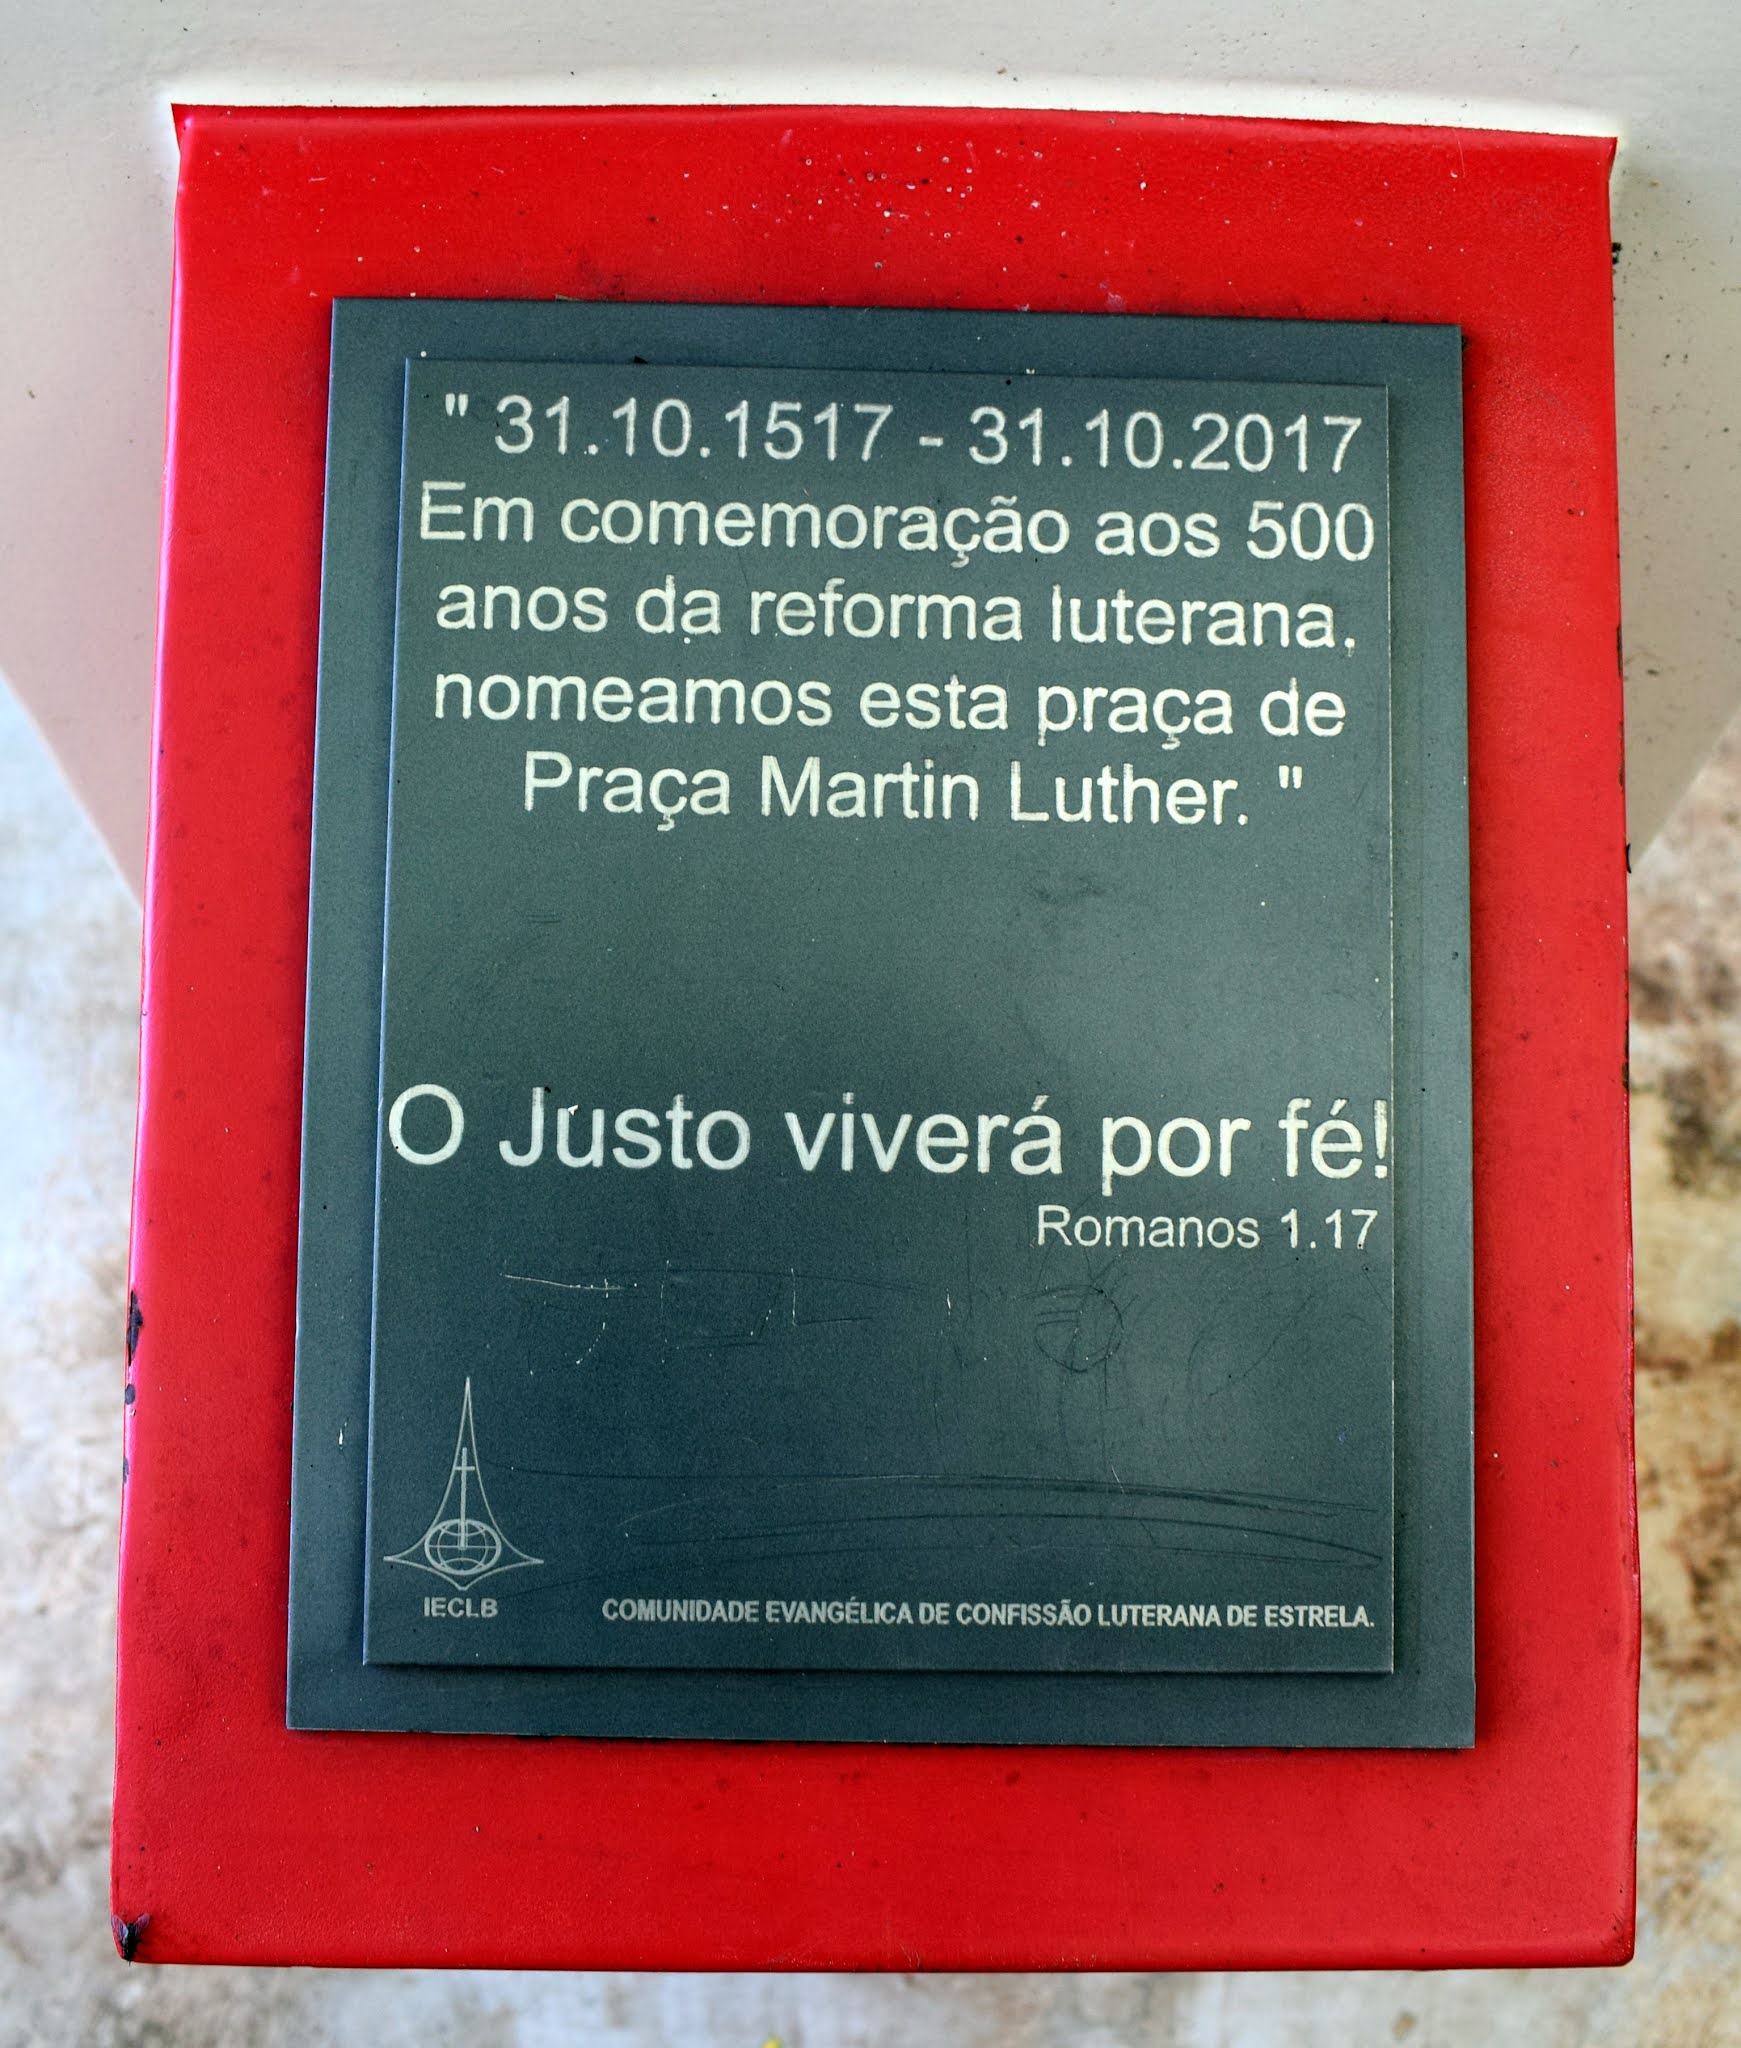 " 31.10.1517 - 31.10.2017
Em comemoração aos 500
anos da reforma luterana,
nomeamos esta praça de
Praça Martin Luther. "
O Justo viverá por fé!
Romanos 1.17
IECLB
COMUNIDADE EVANGÉLICA DE CONFISSÃO LUTERANA DE ESTRELA.